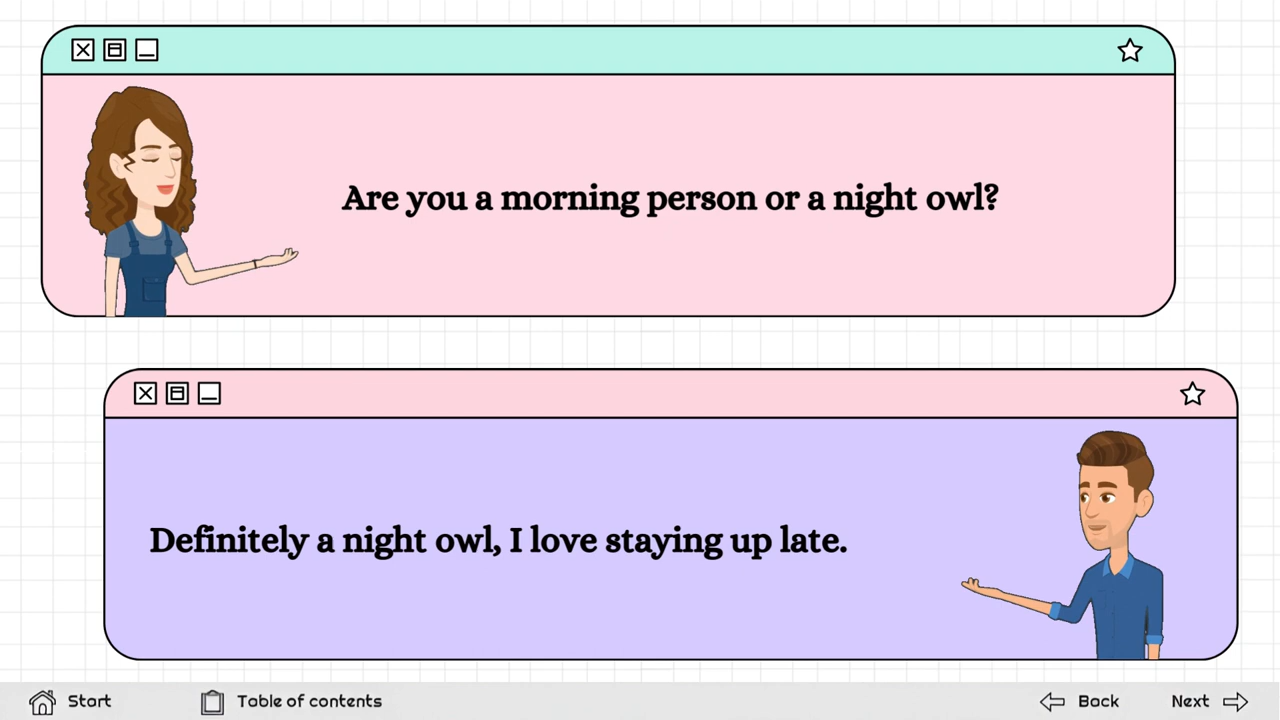 Are you a morning person or a night owl?
Definitely a night owl, I love staying up late.
Start
Table of contents
Back
Next